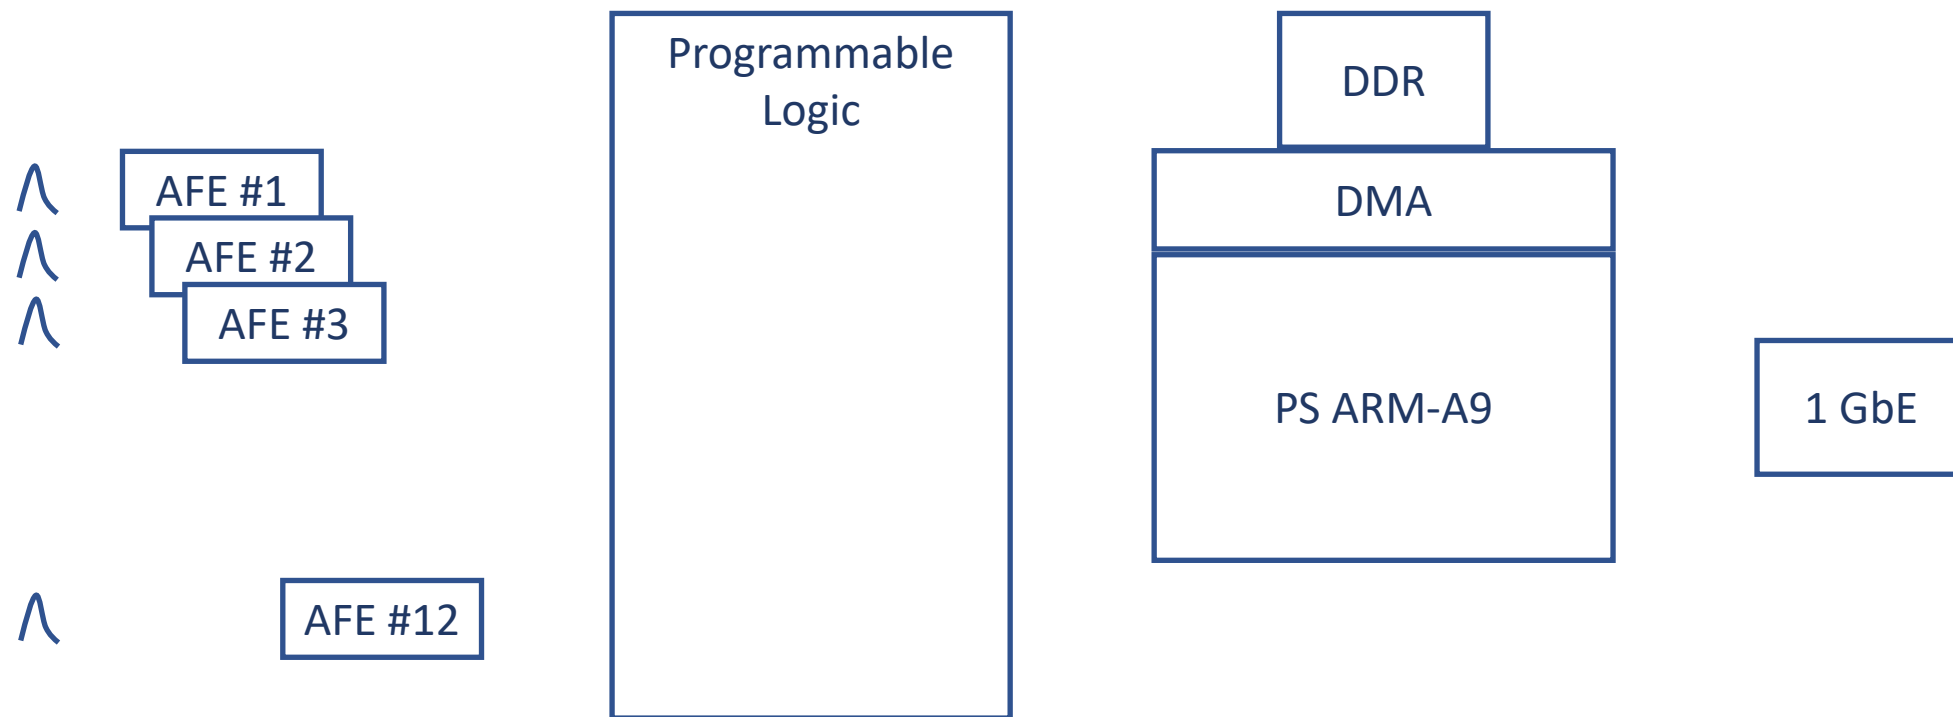 Programmable
Logic
DDR
AFE #1
DMA
AFE #2
AFE #3
PS ARM-A9
1 GbE
AFE #12